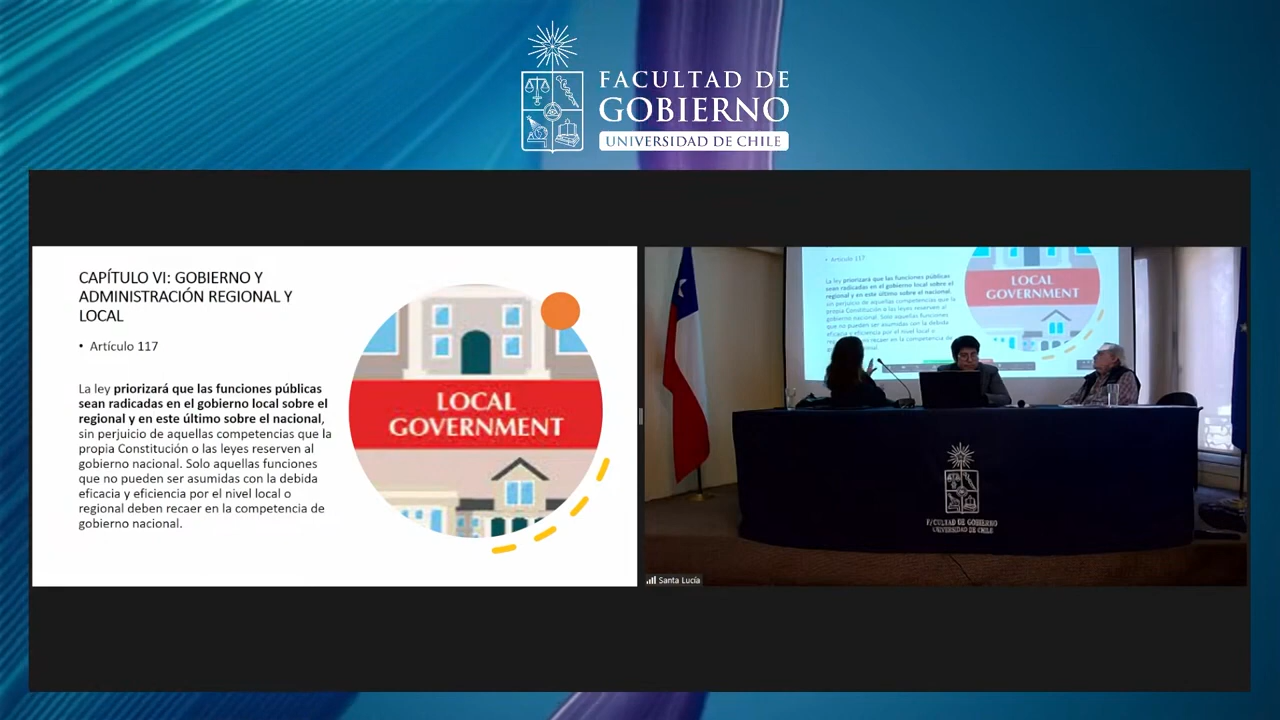 FACULTAD DE
GOBIERNO
UNIVERSIDAD DE CHILE
CAPÍTULO VI: GOBIERNO Y
ADMINISTRACIÓN REGIONAL Y
LOCAL
• Artículo 117
La ley priorizará que las funciones públicas
sean radicadas en el gobierno local sobre el
regional y en este último sobre el nacional,
sin perjuicio de aquellas competencias que la
propia Constitución o las leyes reserven al
gobierno nacional. Solo aquellas funciones
que no pueden ser asumidas con la debida
eficacia y eficiencia por el nivel local o
regional deben recaer en la competencia de
gobierno nacional.
LOCAL
GOVERNMENT
• Artículo 117
La ley priorizará que las funciones públicas
sean radicadas en el gobierno local sobre el
regional y en este último sobre el nacional,
sin perjuicio de aquellas competencias que la
propia Constitución o las leyes reserven al
gobierno nacional. Solo aquellas funciones
que no pueden ser asumidas con la debida
eficacia y eficiencia por el nivel local o
regional deben recaer en la competencia de
LOCAL
GOVERNMENT
FACULTAD DE GOBIERNO
UNIVERSIDAD DE CHILE
Santa Lucía